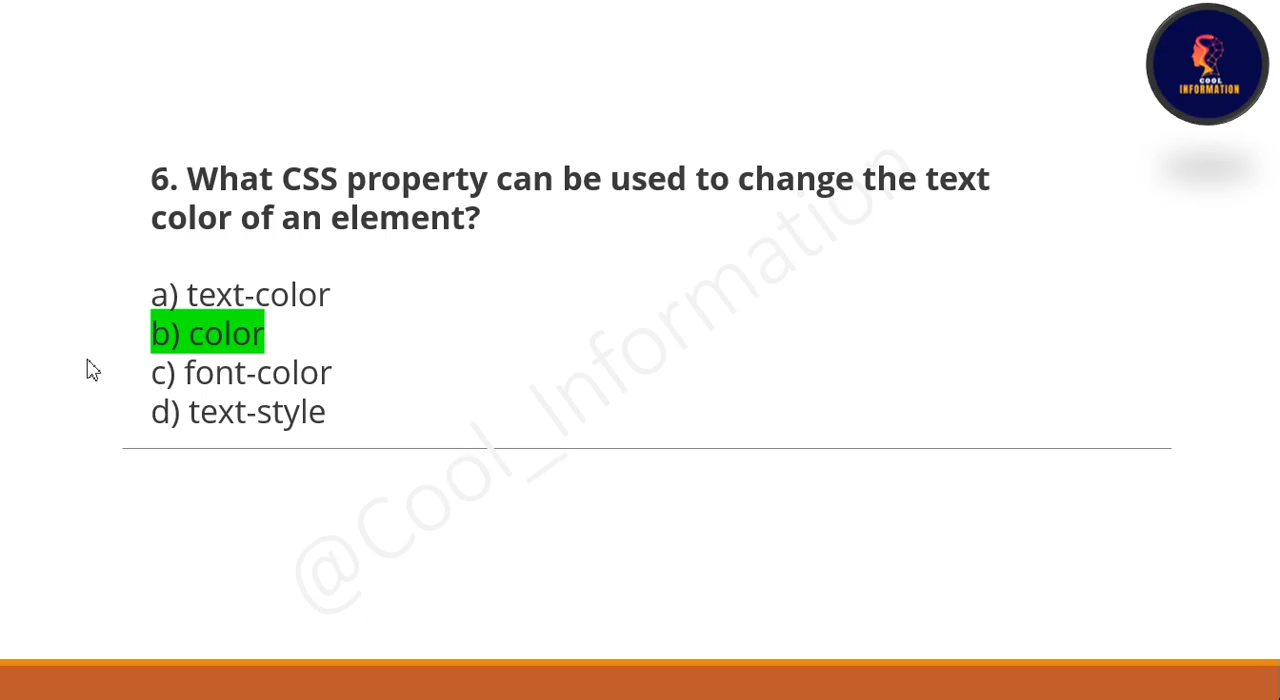 COOL
INFORMATION
6. What CSS property can be used to change the text
color of an element?
a) text-color
b) color
c) font-color
d) text-style
@Cool_Information